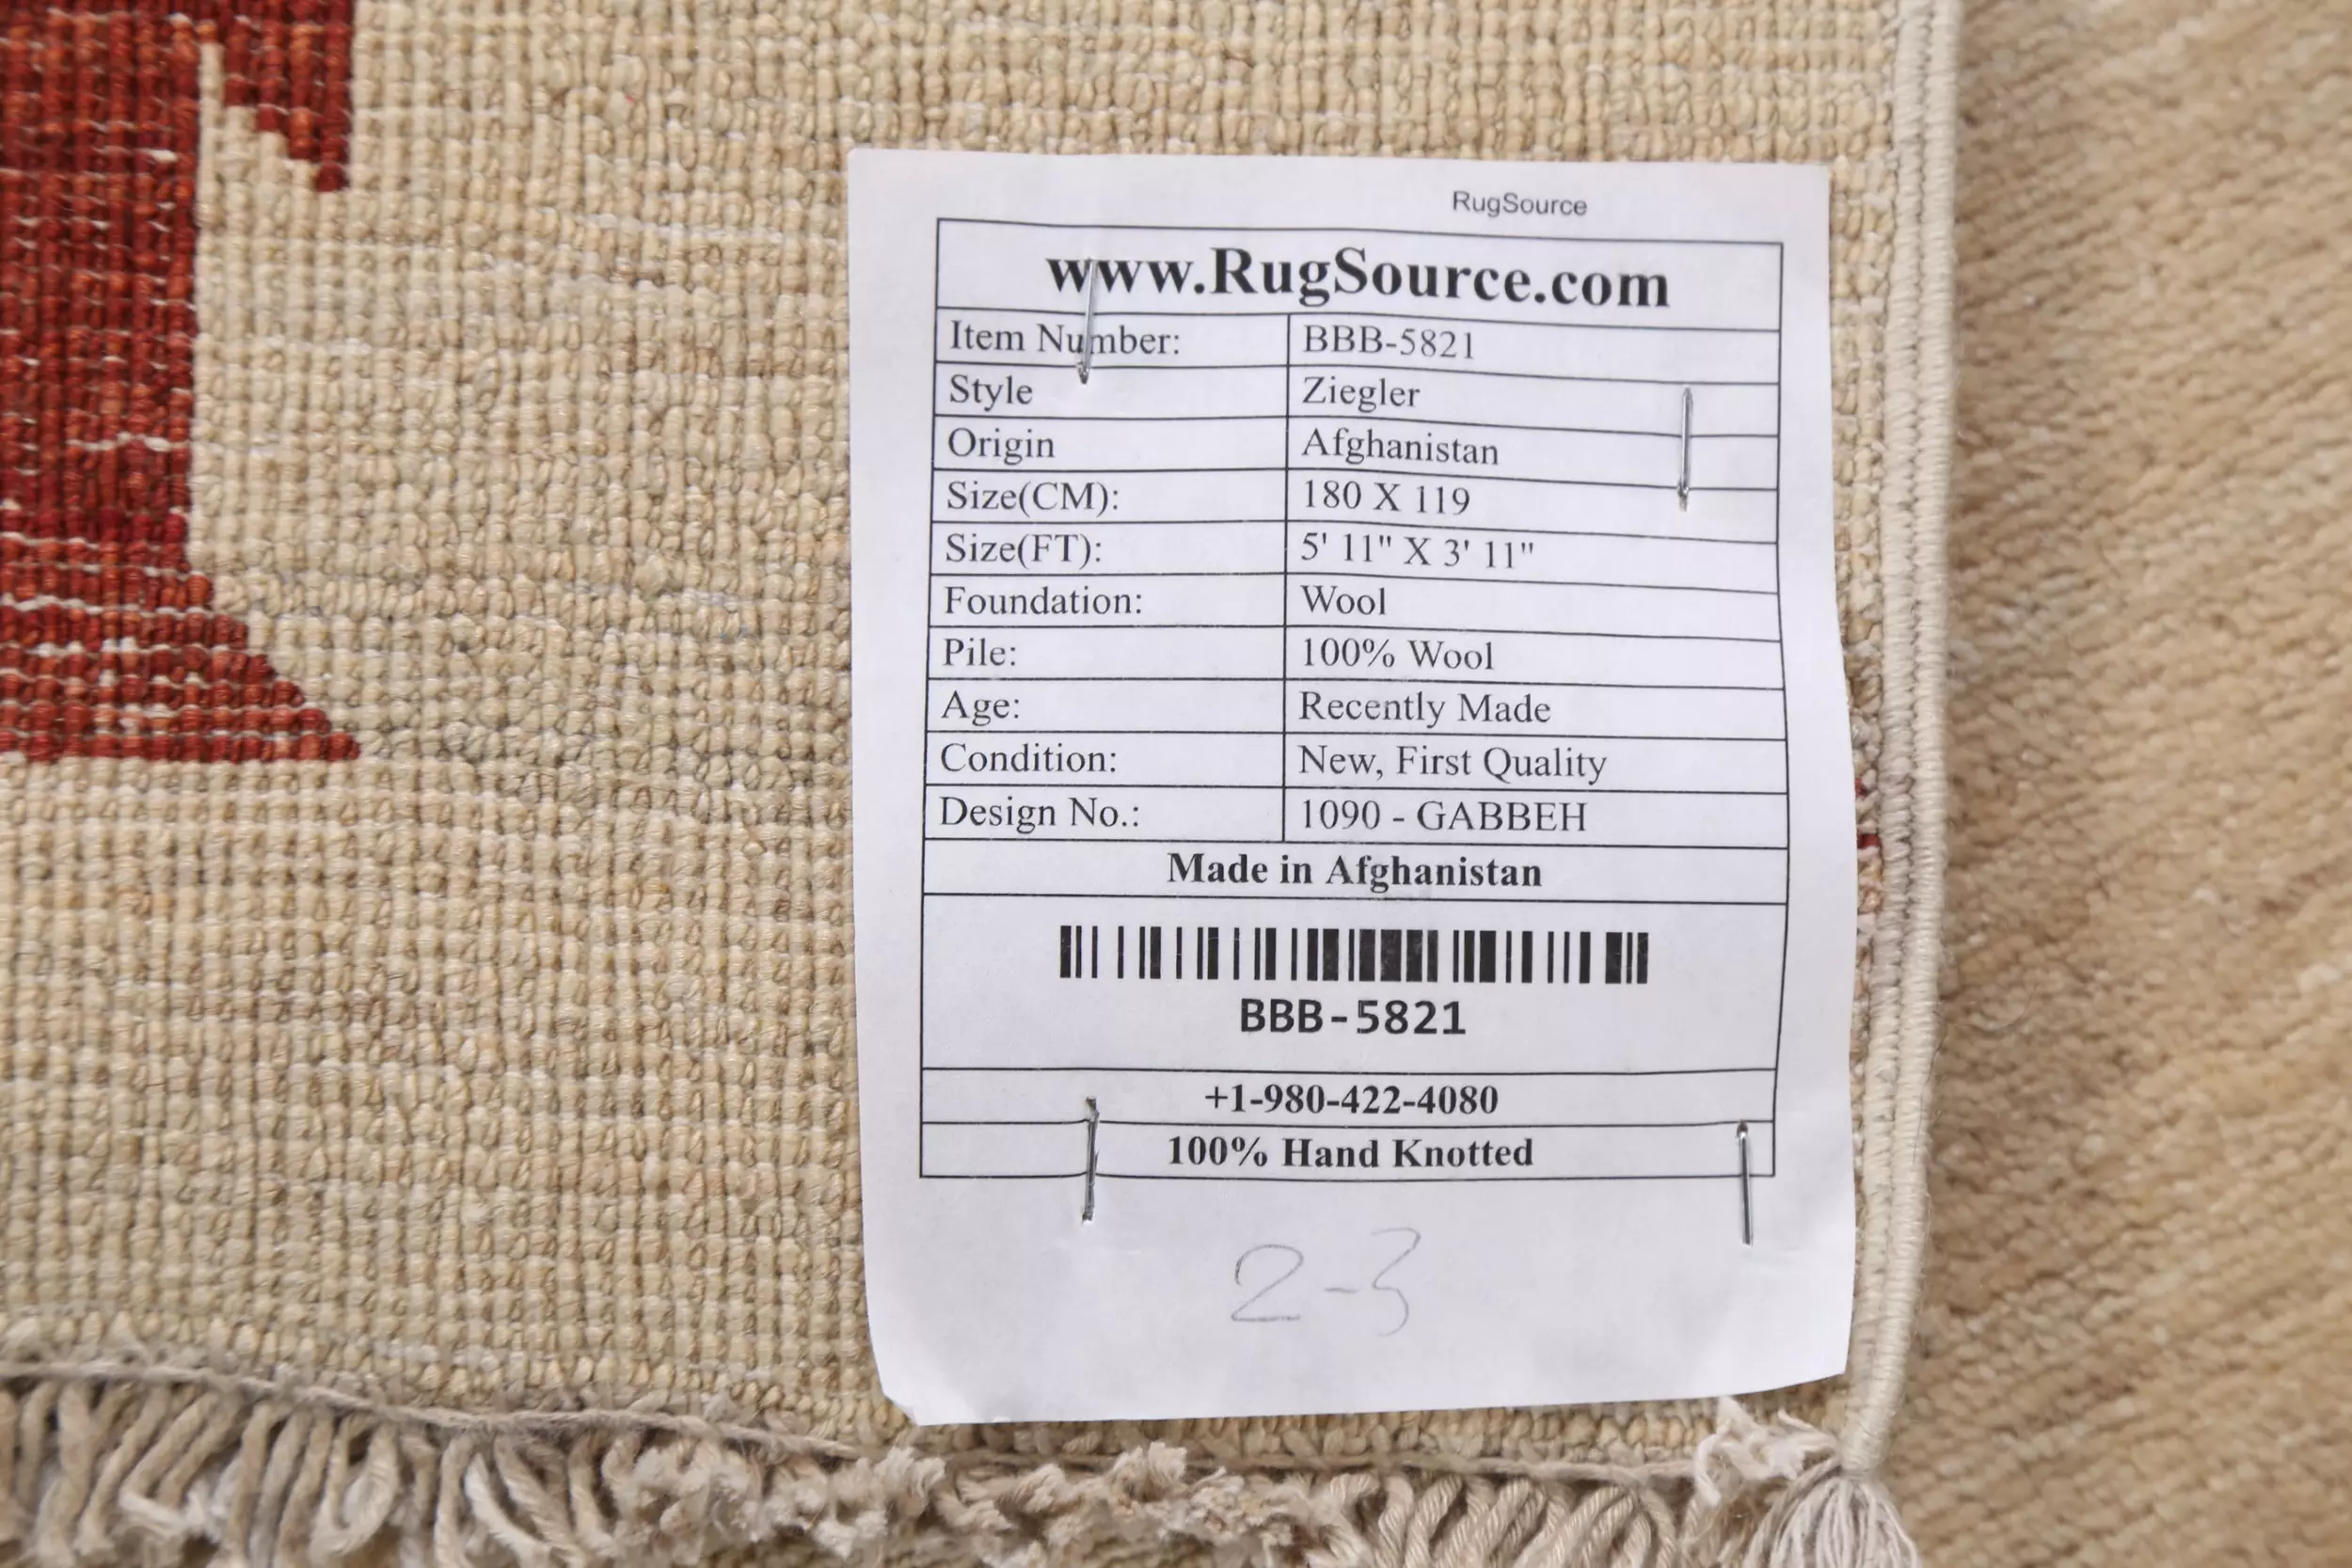 RugSource
www.RugSource.com
Item Number: BBB-5821
Style Ziegler
Origin Afghanistan
Size(CM): 180 X 119
Size(FT): 5' 11" X 3' 11"
Foundation: Wool
Pile: 100% Wool
Age: Recently Made
Condition: New, First Quality
Design No.: 1090 - GABBEH
Made in Afghanistan
BBB-5821
+1-980-422-4080
100% Hand Knotted
2-3